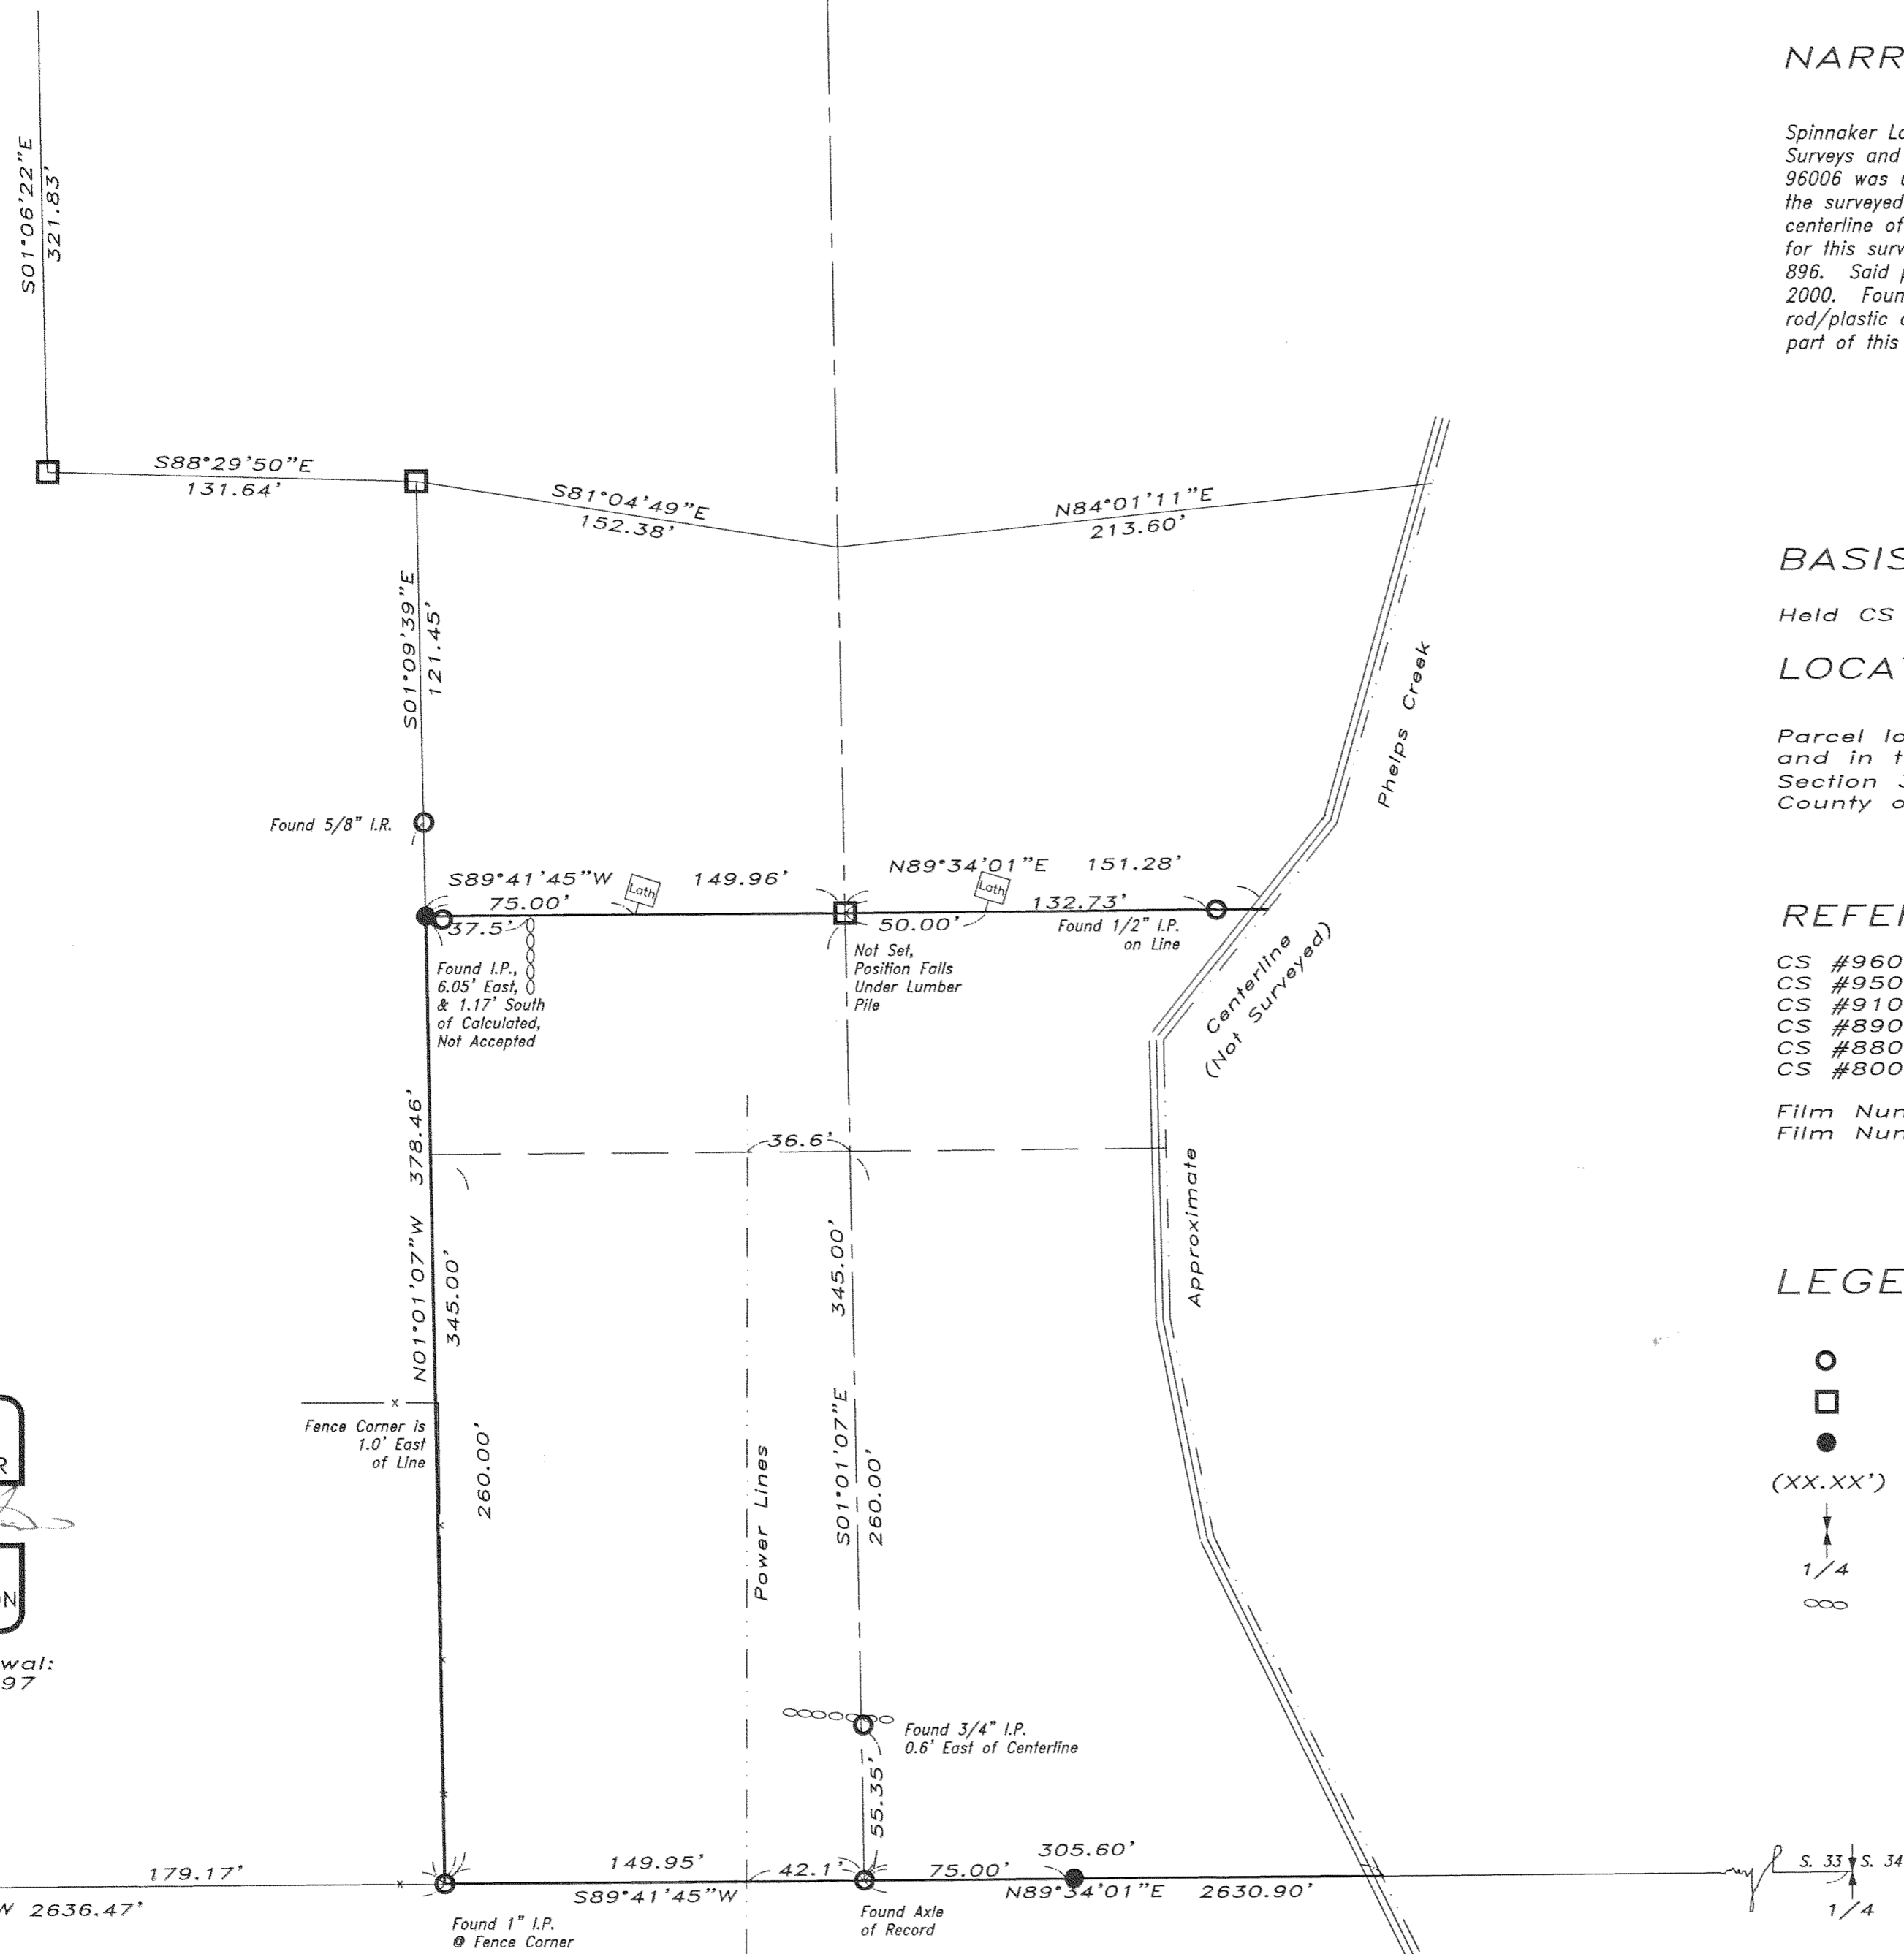 S01°06'22"E
321.83'
S88°29'50"E
131.64'
S81°04'49"E
152.38'
N84°01'11"E
213.60'
S01°09'39"E
121.45'
Phelps Creek
Found 5/8" I.R.
S89°41'45"W
149.96'
75.00'
Lath
37.5'
N89°34'01"E 151.28'
Lath
132.73'
50.00'
Found 1/2" I.P.
on Line
Found I.P.,
6.05' East,
& 1.17' South
of Calculated,
Not Accepted
Not Set,
Position Falls
Under Lumber
Pile
Centerline
(Not Surveyed)
Approximate
36.6'
N01°01'07"W 378.46'
345.00'
260.00'
345.00'
S01°01'07"E
260.00'
Fence Corner is
1.0' East
of Line
Power Lines
Found 3/4" I.P.
0.6' East of Centerline
55.35'
179.17'
W 2636.47'
149.95'
S89°41'45"W
42.1'
75.00'
305.60'
N89°34'01"E 2630.90'
Found 1" I.P.
@ Fence Corner
Found Axle
of Record
S. 33 S. 34
1/4
R
ON
wal:
97
NARR
Spinnaker La
Surveys and
96006 was
the surveyed
centerline of
for this surv
896. Said
2000. Foun
rod/plastic
part of this
BASIS
Held CS
LOCA
Parcel lo
and in t
Section
County o
REFER
CS #960
CS #950
CS #910
CS #890
CS #880
CS #800
Film Nun
Film Nun
LEGE
(XX.XX')
1/4